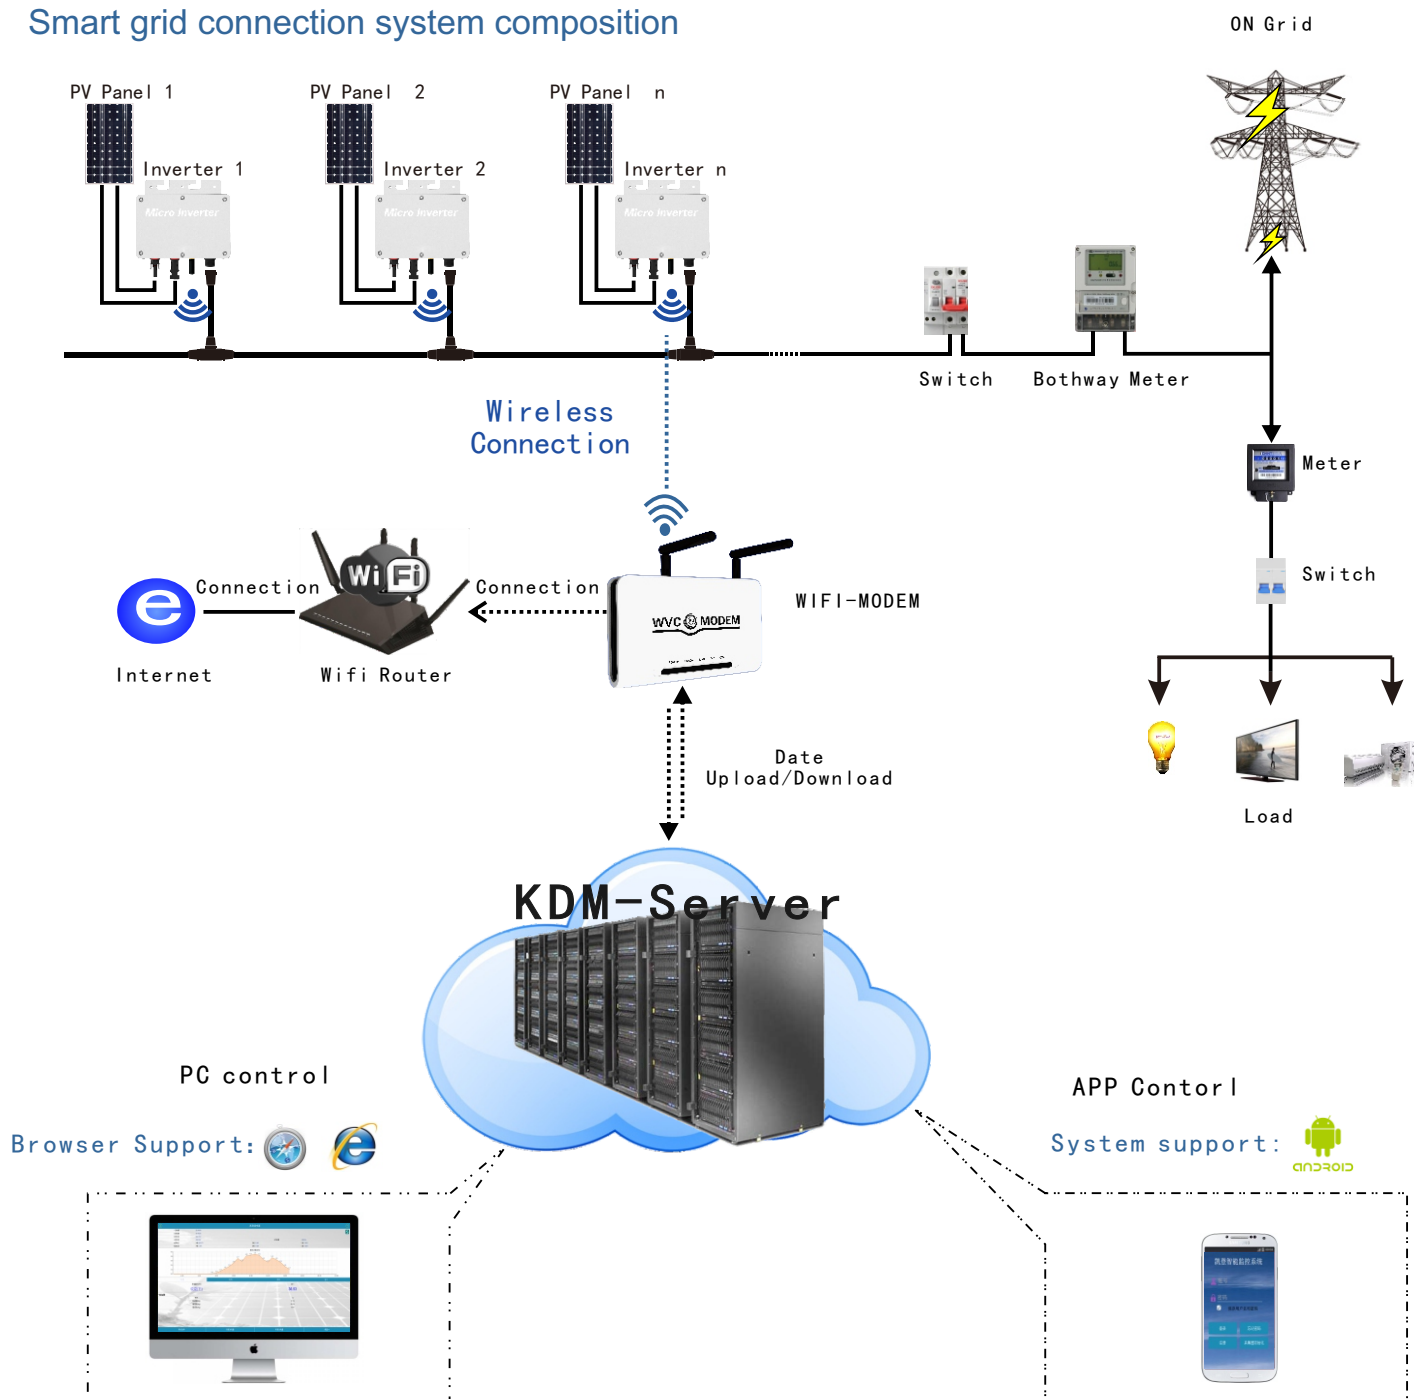 Smart grid connection system composition
ON Grid
PV Panel 1
PV Panel 2
PV Panel n
Inverter 1
Inverter 2
Inverter n
Micro Inverter
Micro Inverter
Micro Inverter
Switch
Bothway Meter
Wireless
Connection
Meter
Switch
Connection
Wi Fi
Connection
WIFI-MODEM
WVC MODEM
e
Internet
Wifi Router
Date
Upload/Download
Load
KDM-Server
PC control
APP Contorl
Browser Support:
System support:
ANDROID